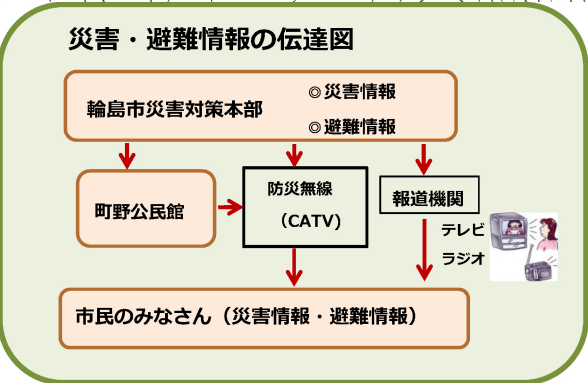 災害・避難情報の伝達図
輪島市災害対策本部
◎災害情報
◎避難情報
町野公民館
防災無線
（CATV）
報道機関
テレビ
ラジオ
市民のみなさん（災害情報・避難情報）